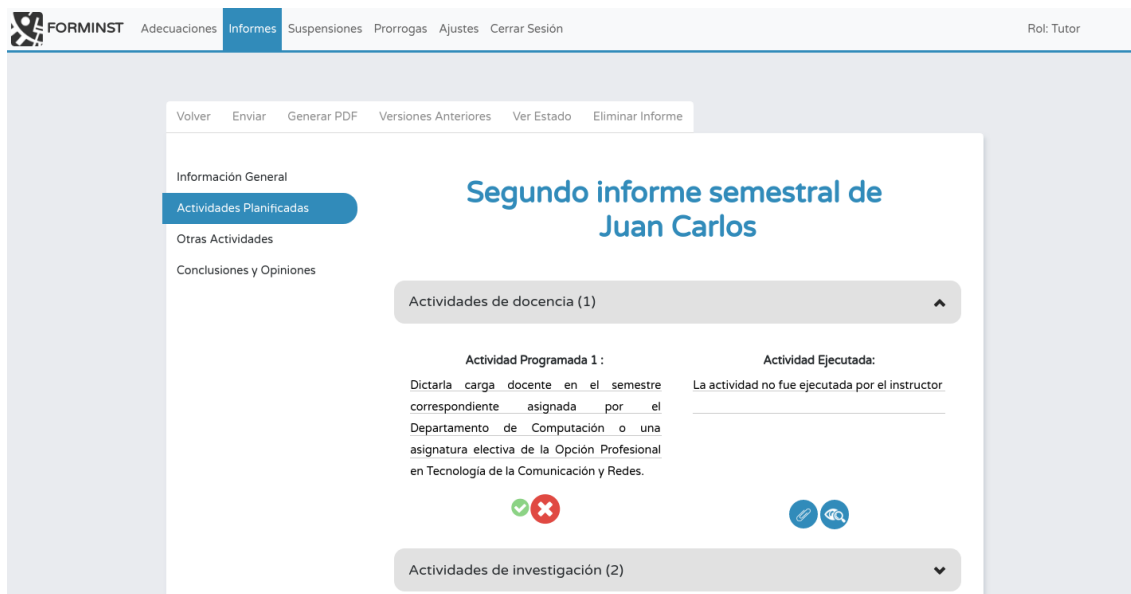 FORMINST Adecuaciones Informes Suspensiones Prorrogas Ajustes Cerrar Sesión Rol: Tutor
Volver Enviar Generar PDF Versiones Anteriores Ver Estado Eliminar Informe
Información General
Actividades Planificadas
Otras Actividades
Conclusiones y Opiniones
Segundo informe semestral de
Juan Carlos
Actividades de docencia (1)
Actividad Programada 1 :
Dictarla carga docente en el semestre
correspondiente asignada por el
Departamento de Computación o una
asignatura electiva de la Opción Profesional
en Tecnología de la Comunicación y Redes.
Actividad Ejecutada:
La actividad no fue ejecutada por el instructor
Actividades de investigación (2)